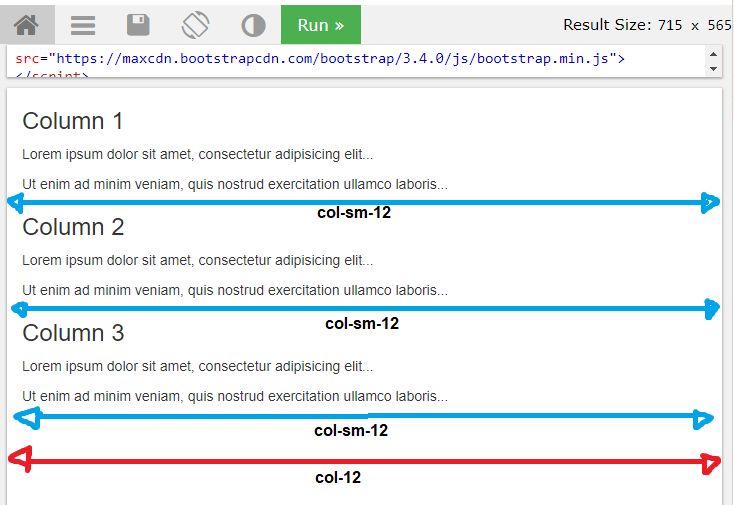 Run »
Result Size: 715 x 565
src="https://maxcdn.bootstrapcdn.com/bootstrap/3.4.0/js/bootstrap.min.js">
</script>
Column 1
Lorem ipsum dolor sit amet, consectetur adipisicing elit...
Ut enim ad minim veniam, quis nostrud exercitation ullamco laboris...
col-sm-12
Column 2
Lorem ipsum dolor sit amet, consectetur adipisicing elit...
Ut enim ad minim veniam, quis nostrud exercitation ullamco laboris...
col-sm-12
Column 3
Lorem ipsum dolor sit amet, consectetur adipisicing elit...
Ut enim ad minim veniam, quis nostrud exercitation ullamco laboris...
col-sm-12
col-12